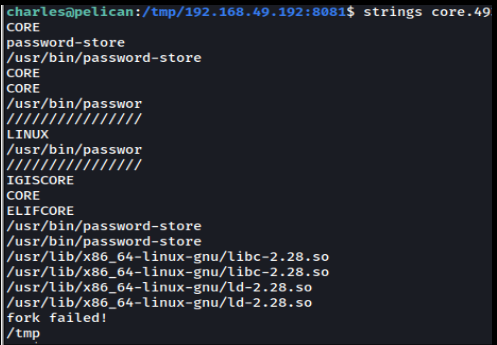 charles@pelican:/tmp/192.168.49.192:8081$ strings core.49
CORE
password-store
/usr/bin/password-store
CORE
CORE
/usr/bin/passwor
////////////////
LINUX
/usr/bin/passwor
////////////////
IGISCORE
CORE
ELIFCORE
/usr/bin/password-store
/usr/bin/password-store
/usr/lib/x86_64-linux-gnu/libc-2.28.so
/usr/lib/x86_64-linux-gnu/libc-2.28.so
/usr/lib/x86_64-linux-gnu/ld-2.28.so
/usr/lib/x86_64-linux-gnu/ld-2.28.so
fork failed!
/tmp